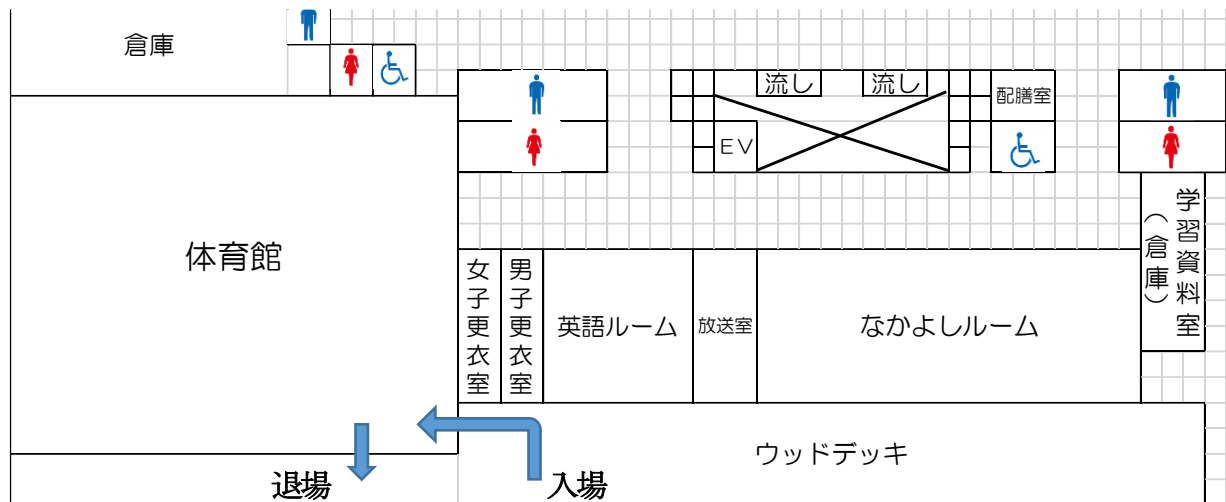 倉庫
流し
流し
配膳室
EV
体育館
女子更衣室
男子更衣室
英語ルーム
放送室
なかよしルーム
学習資料室
(倉庫)
ウッドデッキ
退場
入場